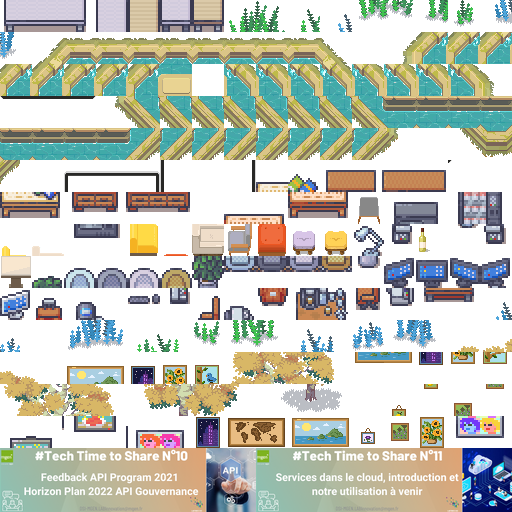 #Tech Time to Share N°10
Feedback API Program 2021
Horizon Plan 2022 API Gouvernance
API
#Tech Time to Share N°11
Services dans le cloud, introduction et
notre utilisation à venir